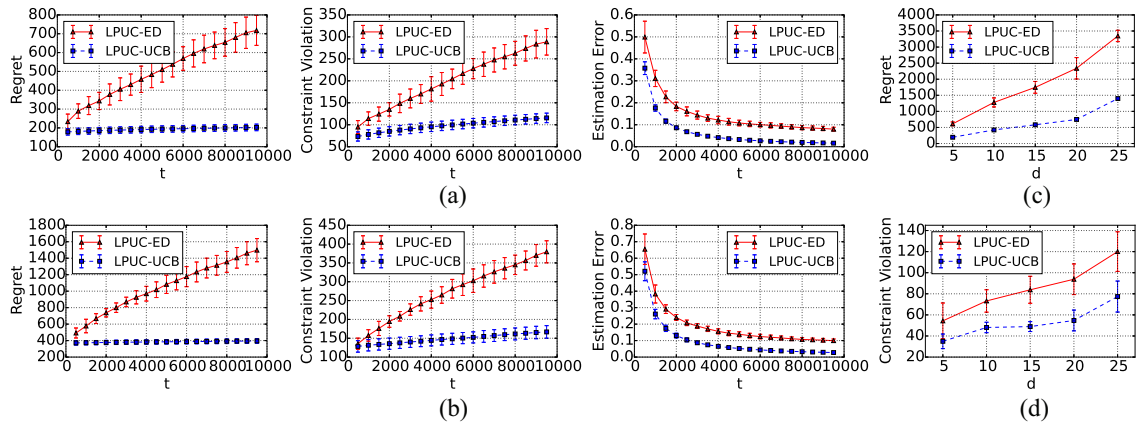 Regret
800
700
600
500
400
300
200
100
0 2000 4000 6000 8000 10000
t
LPUC-ED
LPUC-UCB
Constraint Violation
350
300
250
200
150
100
50
0 2000 4000 6000 8000 10000
t
LPUC-ED
LPUC-UCB
(a)
Estimation Error
0.6
0.5
0.4
0.3
0.2
0.1
0.0
0 2000 4000 6000 8000 10000
t
LPUC-ED
LPUC-UCB
Regret
4000
3500
3000
2500
2000
1500
1000
500
0
5 10 15 20 25
d
LPUC-ED
LPUC-UCB
(c)
Regret
1800
1600
1400
1200
1000
800
600
400
200
0 2000 4000 6000 8000 10000
t
LPUC-ED
LPUC-UCB
Constraint Violation
450
400
350
300
250
200
150
100
0 2000 4000 6000 8000 10000
t
LPUC-ED
LPUC-UCB
(b)
Estimation Error
0.8
0.7
0.6
0.5
0.4
0.3
0.2
0.1
0.0
0 2000 4000 6000 8000 10000
t
LPUC-ED
LPUC-UCB
Constraint Violation
140
120
100
80
60
40
20
5 10 15 20 25
d
LPUC-ED
LPUC-UCB
(d)